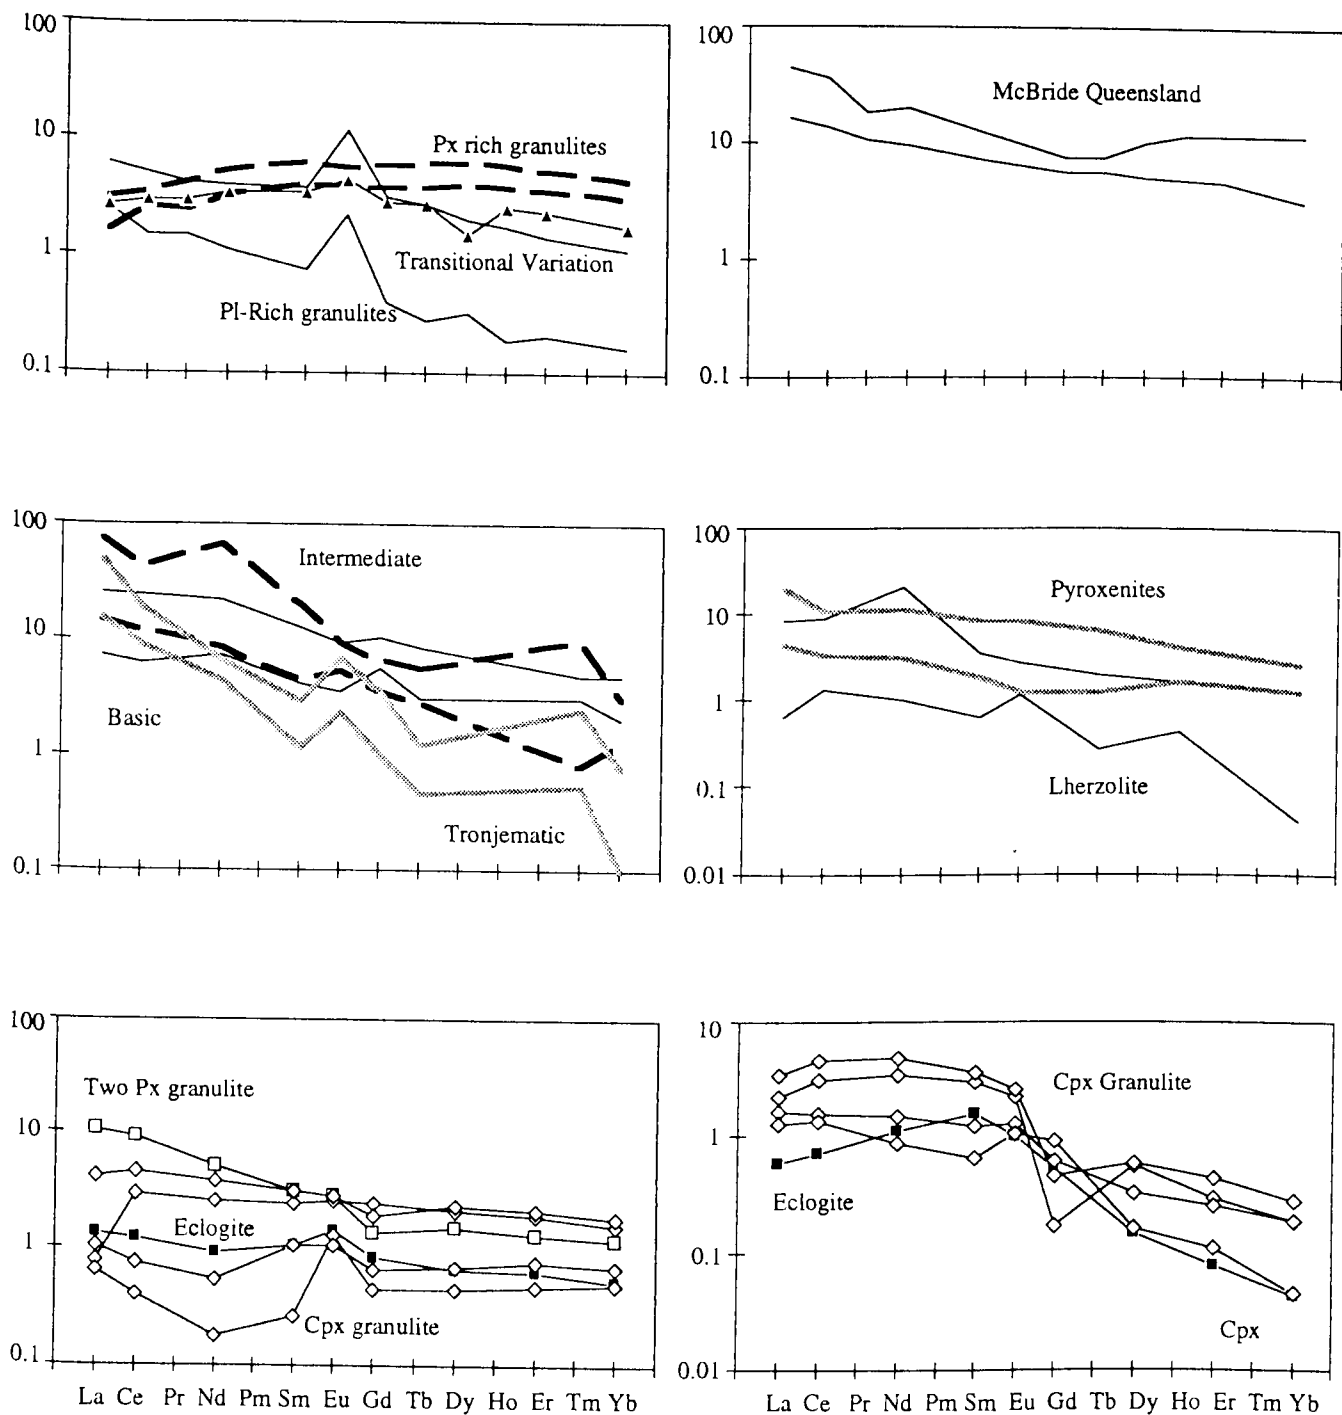 100
10
1
0.1
Px rich granulites
Transitional Variation
Pl-Rich granulites
100
10
1
0.1
McBride Queensland
100
10
1
0.1
Intermediate
Basic
Tronjematic
100
10
1
0.1
0.01
Pyroxenites
Lherzolite
100
10
1
0.1
Two Px granulite
Eclogite
Cpx granulite
La Ce Pr Nd Pm Sm Eu Gd Tb Dy Ho Er Tm Yb
10
1
0.1
0.01
Cpx Granulite
Eclogite
Cpx
La Ce Pr Nd Pm Sm Eu Gd Tb Dy Ho Er Tm Yb